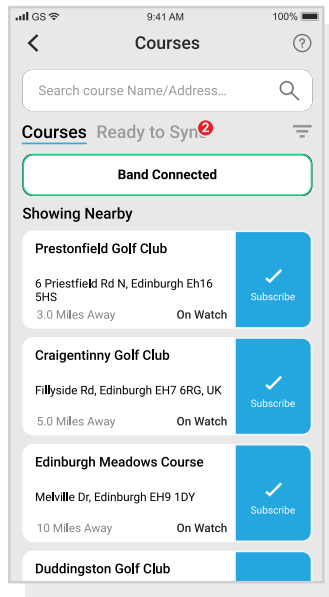 GS 9:41 AM 100%
Courses ?
Search course Name/Address...
Courses Ready to Sync 2
Band Connected
Showing Nearby
Prestonfield Golf Club
6 Priestfield Rd N, Edinburgh Eh16
5HS
Subscribe
3.0 Miles Away On Watch
Craigentinny Golf Club
Fillyside Rd, Edinburgh EH7 6RG, UK
Subscribe
5.0 Miles Away On Watch
Edinburgh Meadows Course
Melville Dr, Edinburgh EH9 1DY
Subscribe
10 Miles Away On Watch
Duddingston Golf Club